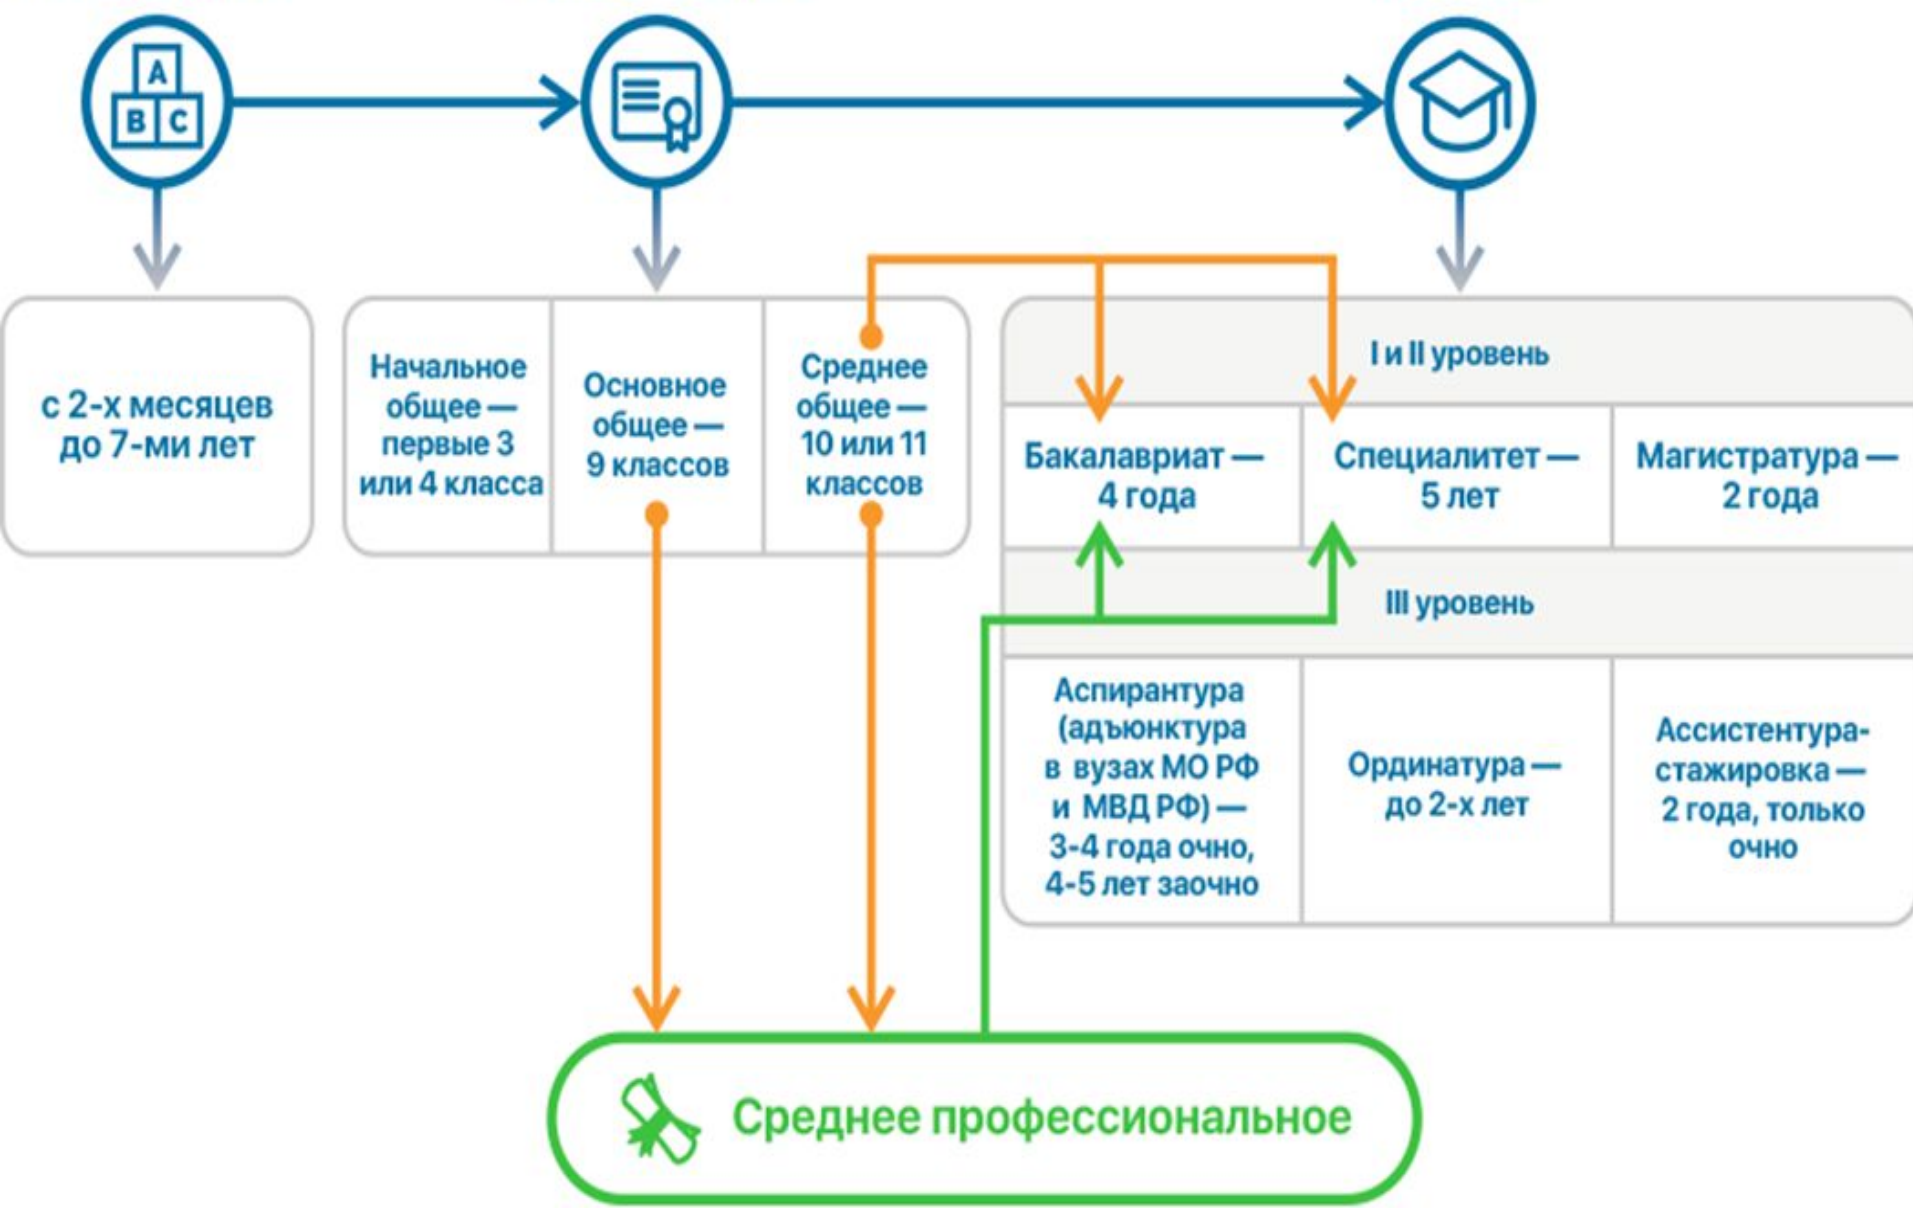 A
B C
с 2-х месяцев
до 7-ми лет
Начальное
общее —
первые 3
или 4 класса
Основное
общее —
9 классов
Среднее
общее —
10 или 11
классов
I и II уровень
Бакалавриат —
4 года
Специалитет —
5 лет
Магистратура —
2 года
III уровень
Аспирантура
(адъюнктура
в вузах МО РФ
и МВД РФ) —
3-4 года очно,
4-5 лет заочно
Ординатура —
до 2-х лет
Ассистентура-
стажировка —
2 года, только
очно
Среднее профессиональное